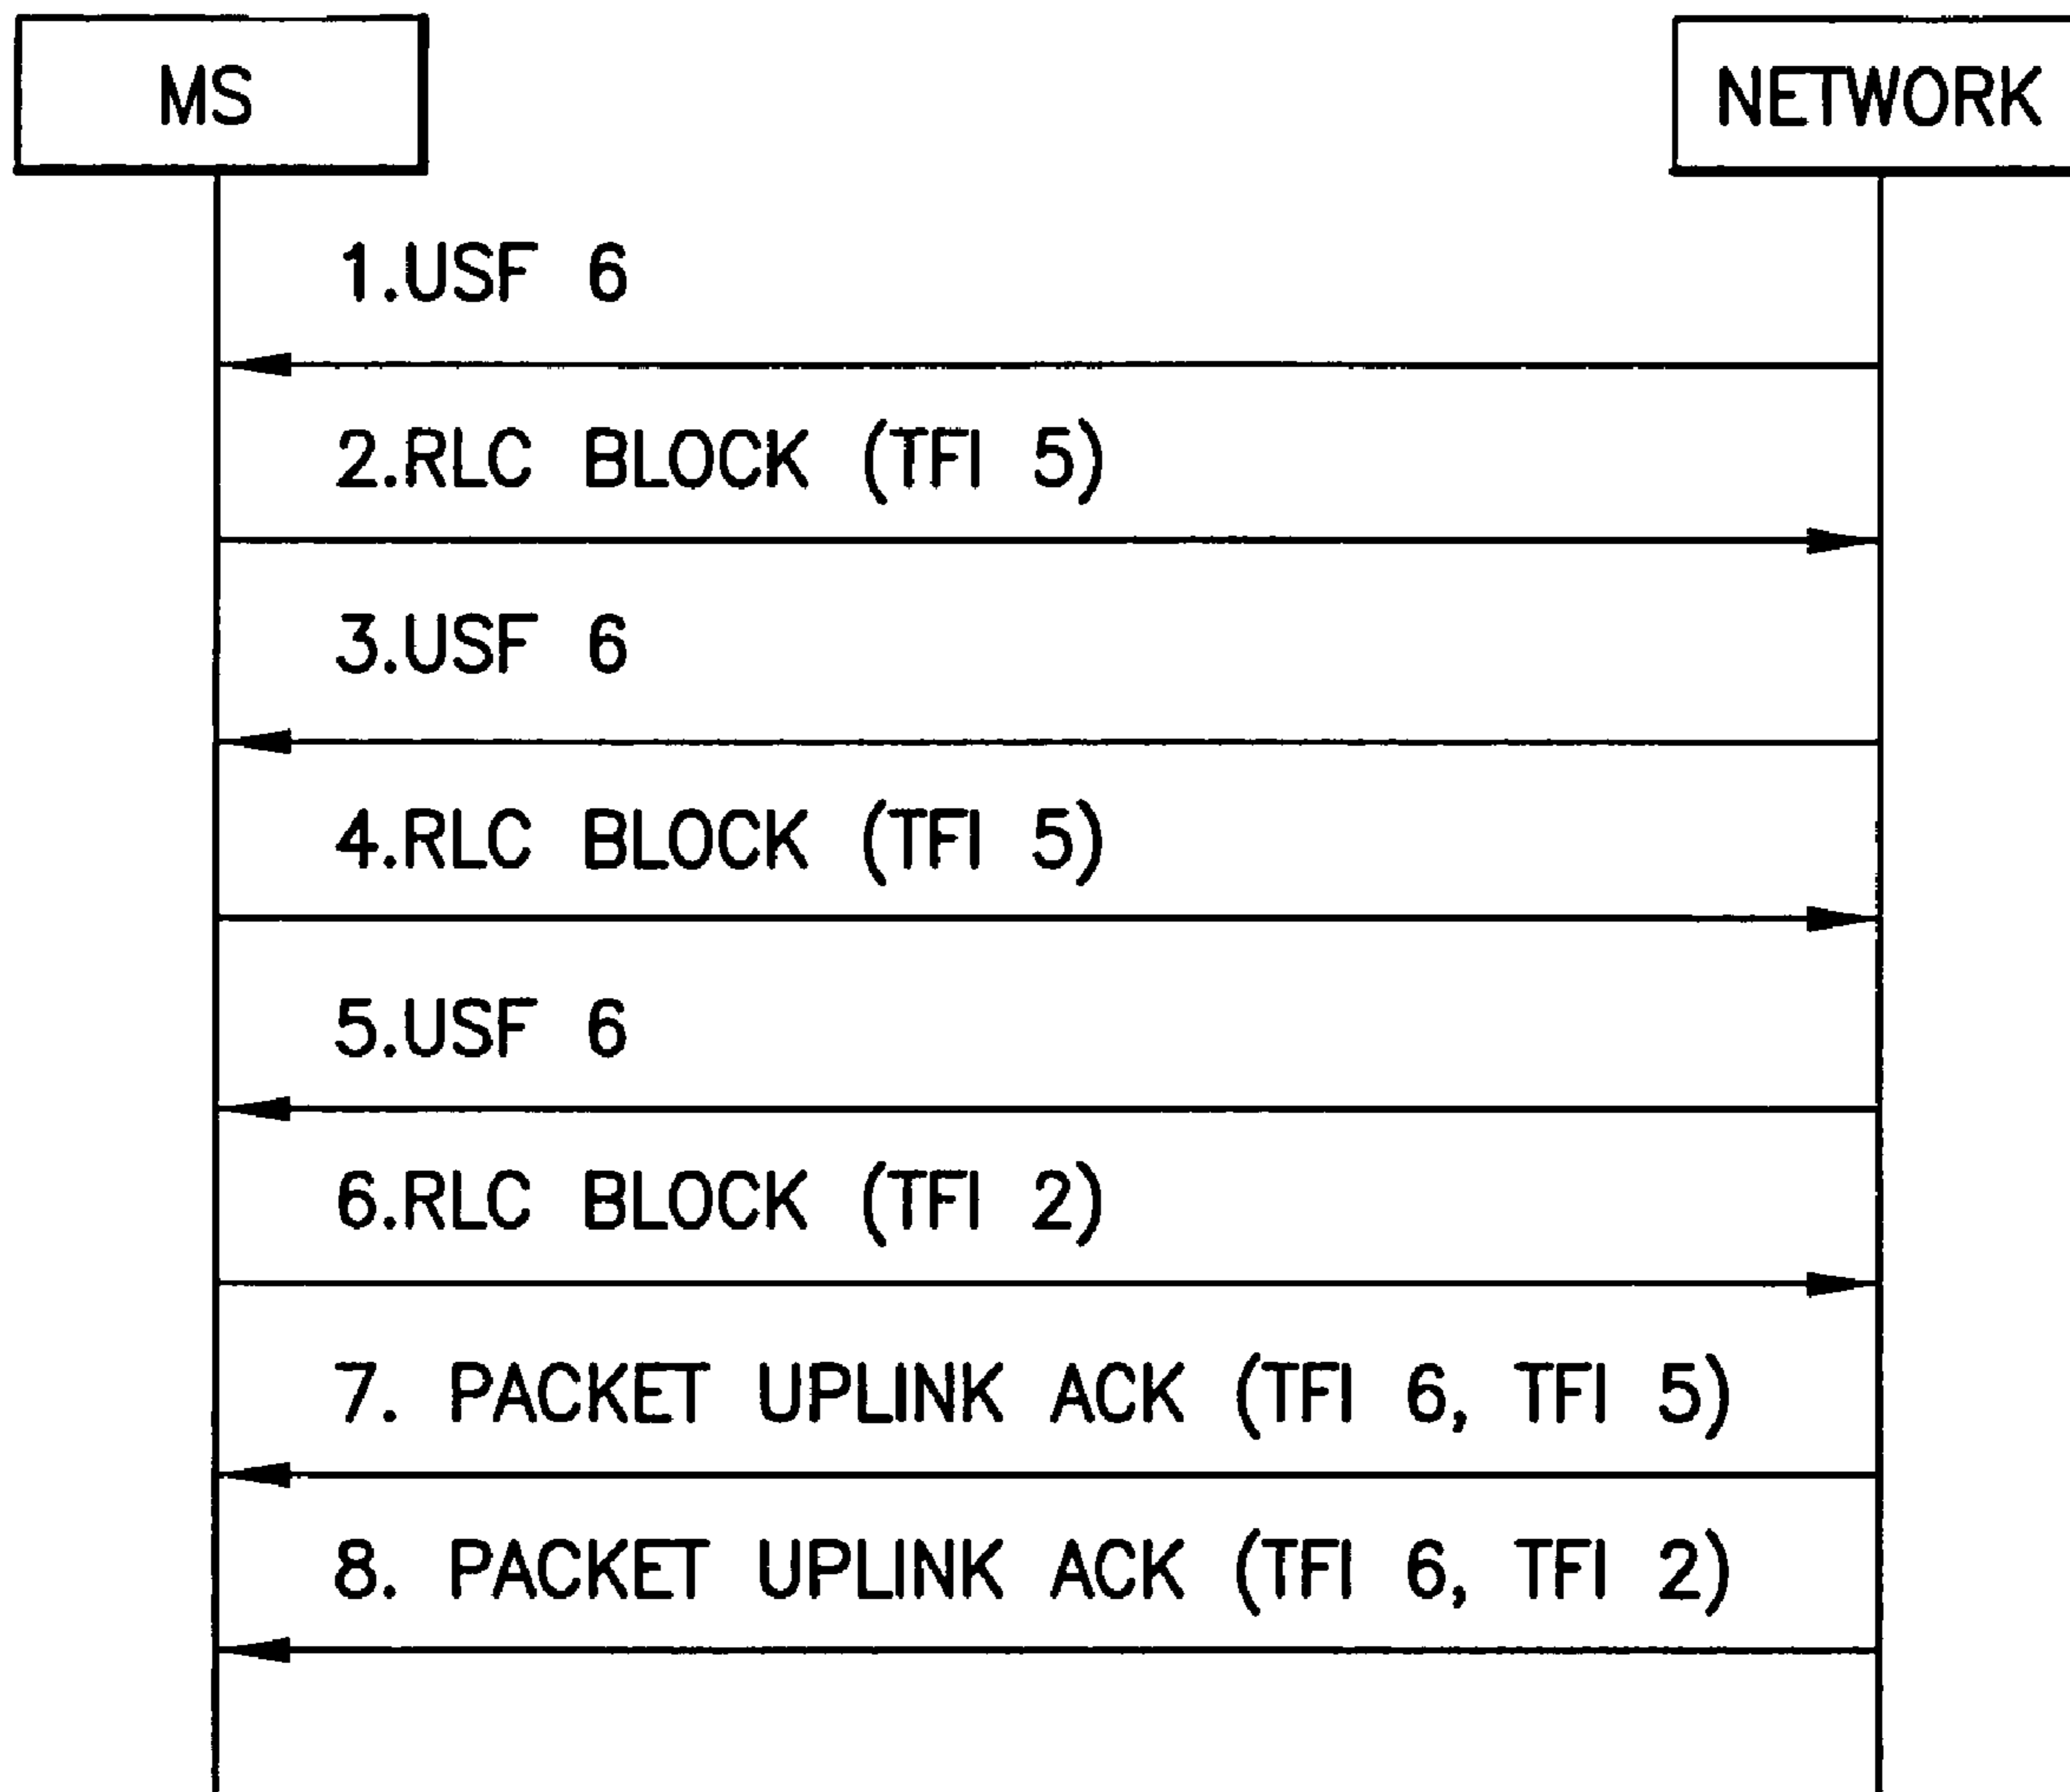 MS
NETWORK
1.USF 6
2.RLC BLOCK (TFI 5)
3.USF 6
4.RLC BLOCK (TFI 5)
5.USF 6
6.RLC BLOCK (TFI 2)
7. PACKET UPLINK ACK (TFI 6, TFI 5)
8. PACKET UPLINK ACK (TFI 6, TFI 2)